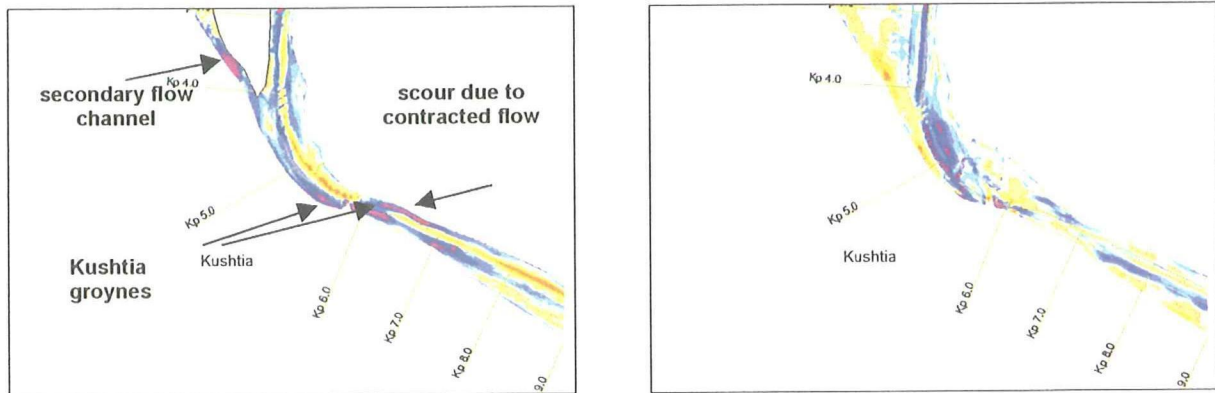 Kp 4.0
secondary flow
channel
scour due to
contracted flow
Kp 5.0
Kushtia
Kushtia
groynes
Kp 6.0
Kp 7.0
Kp 8.0
9.0
Kp 4.0
Kp 5.0
Kushtia
Kp 6.0
Kp 7.0
Kp 8.0
9.0